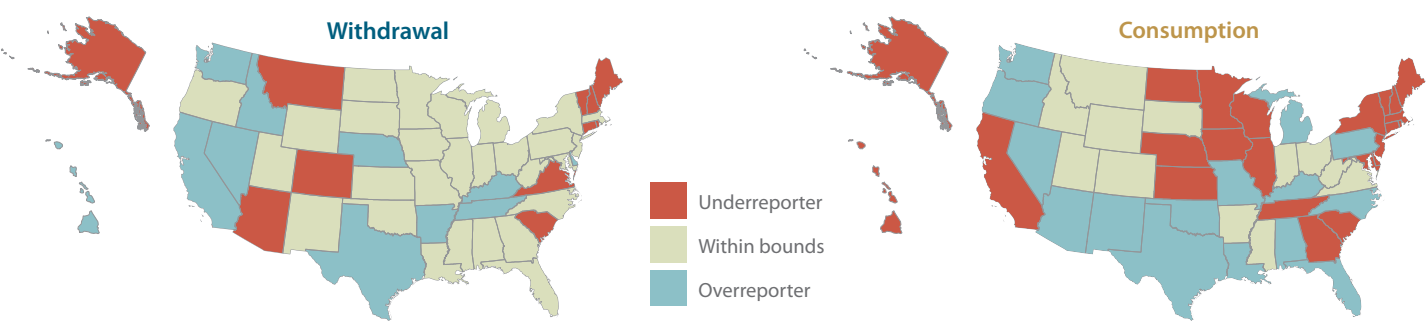 Withdrawal
Consumption
Underreporter
Within bounds
Overreporter